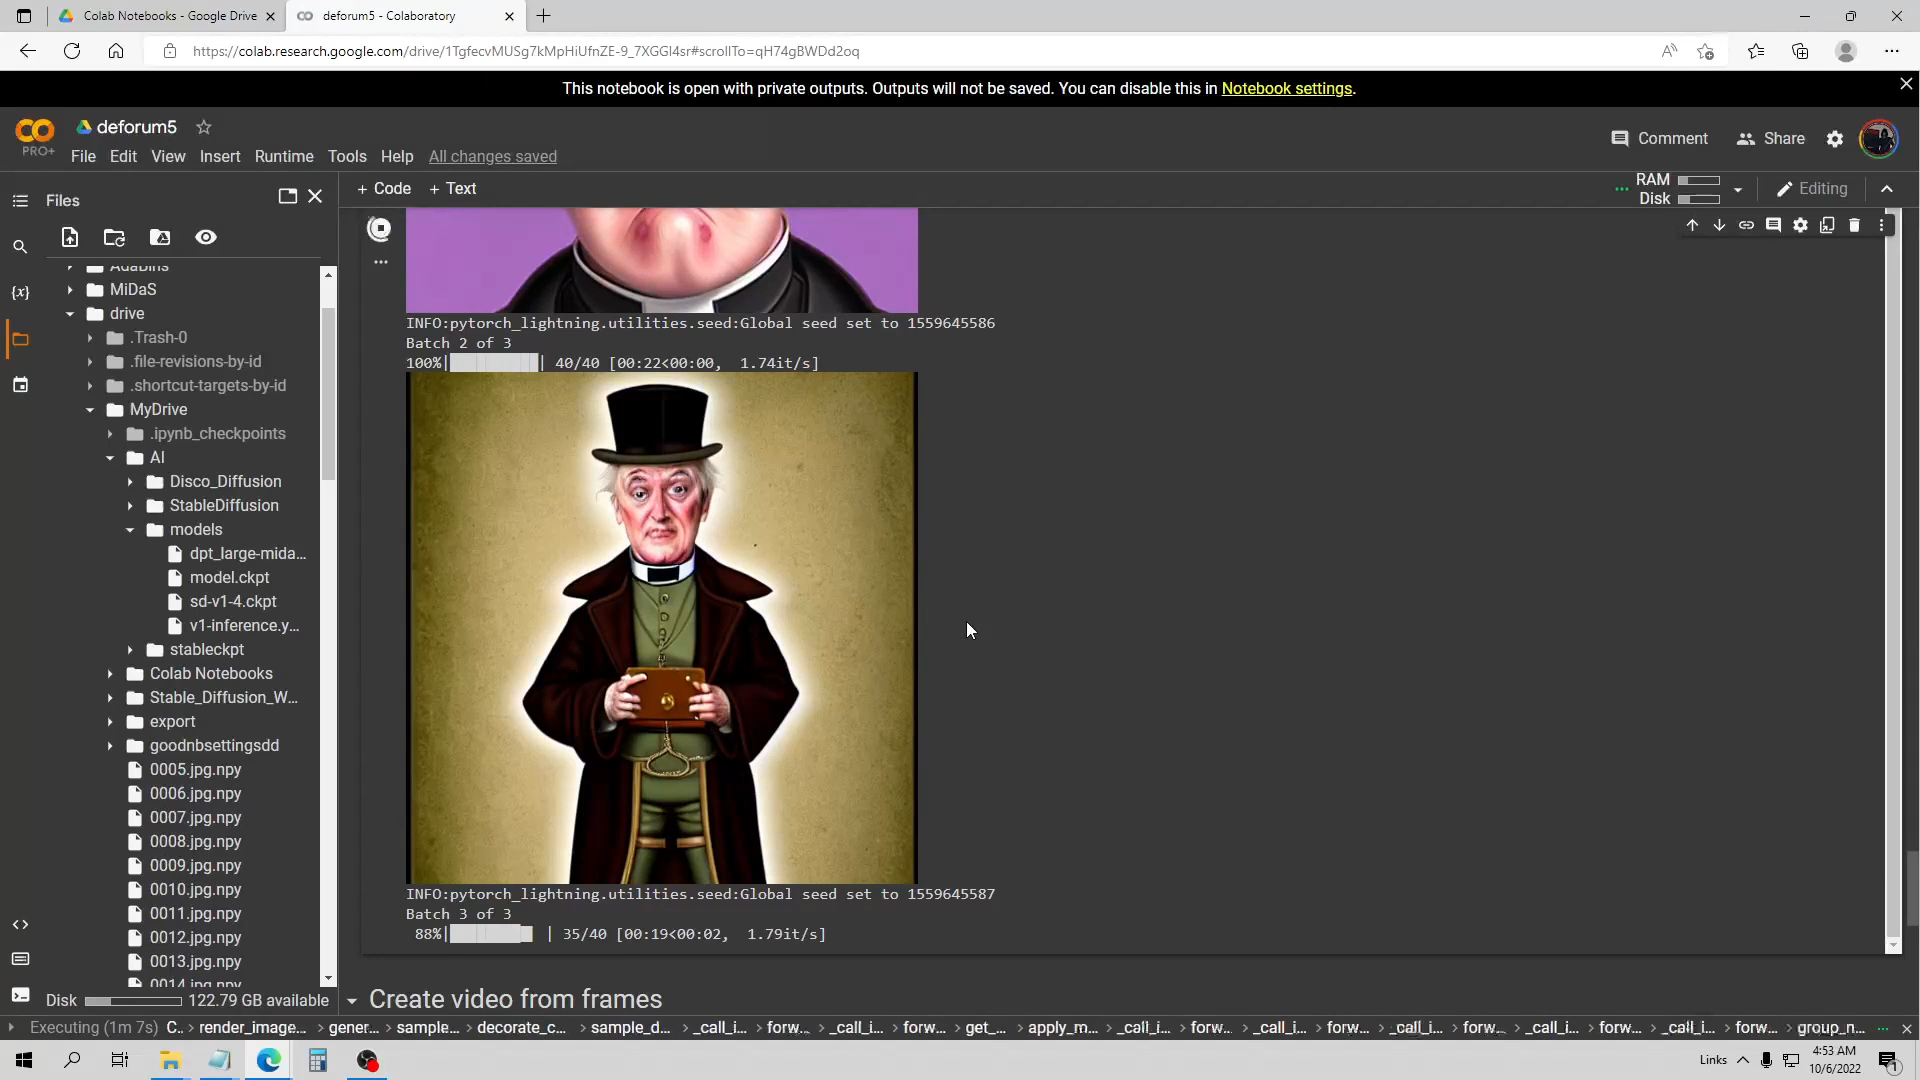 Colab Notebooks - Google Drive
deforum5 - Colaboratory
https://colab.research.google.com/drive/1TgfecvMUSg7kMpHiUfnZE-9_7XGGI4sr#scrollTo=qH74gBWDd2oq
This notebook is open with private outputs. Outputs will not be saved. You can disable this in Notebook settings.
CO
PRO+
deforum5
Comment
Share
File Edit View Insert Runtime Tools Help All changes saved
Files
+ Code + Text
RAM
Disk
Editing
{x}
AdaBins
MiDaS
drive
.Trash-0
.file-revisions-by-id
.shortcut-targets-by-id
MyDrive
.ipynb_checkpoints
AI
Disco_Diffusion
StableDiffusion
models
dpt_large-mida...
model.ckpt
sd-v1-4.ckpt
v1-inference.y...
stableckpt
Colab Notebooks
Stable_Diffusion_W...
export
goodnbsettingsdd
0005.jpg.npy
0006.jpg.npy
0007.jpg.npy
0008.jpg.npy
0009.jpg.npy
0010.jpg.npy
0011.jpg.npy
0012.jpg.npy
0013.jpg.npy
0014.jpg.npy
Disk 122.79 GB available
INFO:pytorch_lightning.utilities.seed:Global seed set to 1559645586
Batch 2 of 3
100%| | 40/40 [00:22<00:00, 1.74it/s]
INFO:pytorch_lightning.utilities.seed:Global seed set to 1559645587
Batch 3 of 3
88%| | 35/40 [00:19<00:02, 1.79it/s]
Create video from frames
Executing (1m 7s) C... > render_image... > gener... > sample... > decorate_c... > sample_d... > _call_i... > forw... > _call_i... > forw... > get_... > apply_m... > _call_i... > forw... > _call_i... > forw... > _call_i... > forw... > _call_i... > forw... > _call_i... > forw... > group_n...
Links
4:53 AM
10/6/2022
1